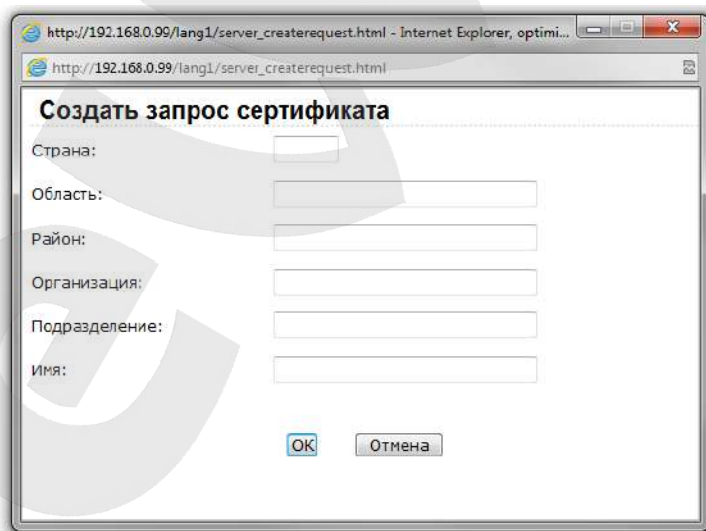 http://192.168.0.99/lang1/server_createrequest.html - Internet Explorer, optimi...
http://192.168.0.99/lang1/server_createrequest.html
Создать запрос сертификата
Страна:
Область:
Район:
Организация:
Подразделение:
Имя:
OK Отмена